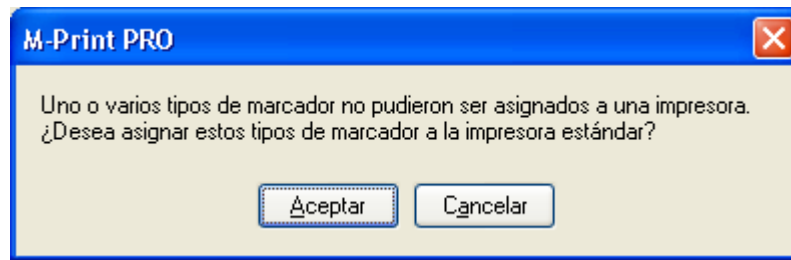 M-Print PRO
Uno o varios tipos de marcador no pudieron ser asignados a una impresora.
¿Desea asignar estos tipos de marcador a la impresora estándar?
Aceptar
Cancelar